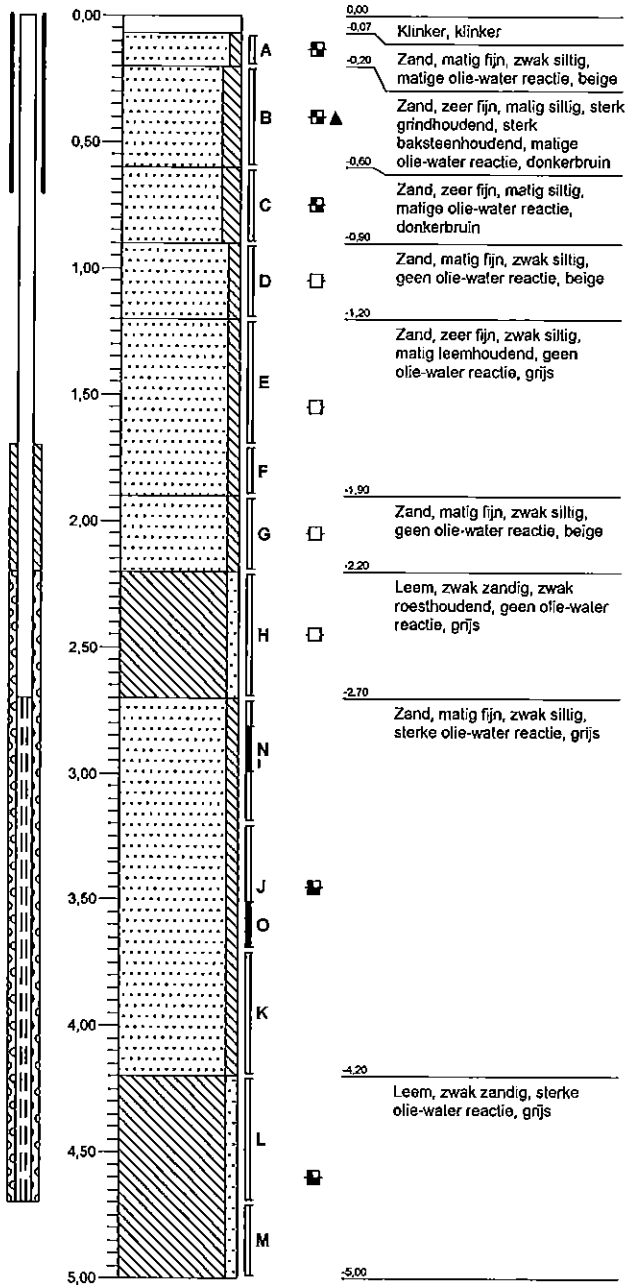 0,00
0,50
1,00
1,50
2,00
2,50
3,00
3,50
4,00
4,50
5,00
A
B
C
D
E
F
G
H
N
I
J
O
K
L
M
0,00
-0,07
Klinker, klinker
-0,20
Zand, matig fijn, zwak siltig,
matige olie-water reactie, beige
Zand, zeer fijn, matig siltig, sterk
grindhoudend, sterk
baksteenhoudend, matige
olie-water reactie, donkerbruin
-0,60
Zand, zeer fijn, matig siltig,
matige olie-water reactie,
donkerbruin
-0,90
Zand, matig fijn, zwak siltig,
geen olie-water reactie, beige
-1,20
Zand, zeer fijn, zwak siltig,
matig leemhoudend, geen
olie-water reactie, grijs
-1,90
Zand, matig fijn, zwak siltig,
geen olie-water reactie, beige
-2,20
Leem, zwak zandig, zwak
roesthoudend, geen olie-water
reactie, grijs
-2,70
Zand, matig fijn, zwak siltig,
sterke olie-water reactie, grijs
-4,20
Leem, zwak zandig, sterke
olie-water reactie, grijs
-5,00